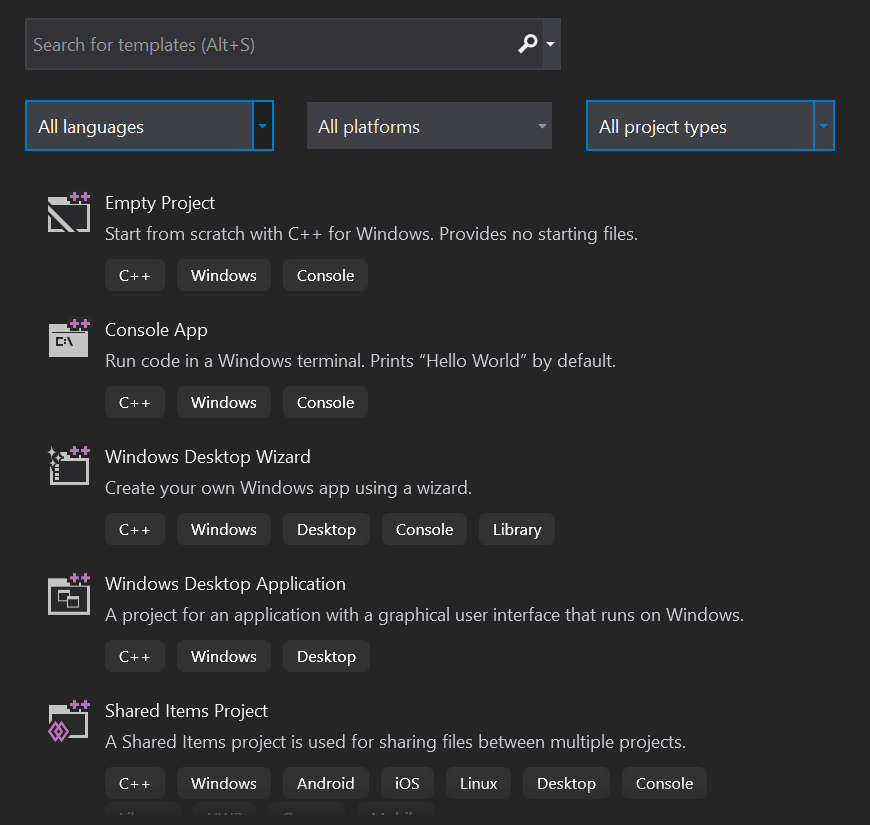 Search for templates (Alt+S)
All languages All platforms All project types
Empty Project
Start from scratch with C++ for Windows. Provides no starting files.
C++ Windows Console
Console App
C:\
Run code in a Windows terminal. Prints “Hello World” by default.
C++ Windows Console
Windows Desktop Wizard
Create your own Windows app using a wizard.
C++ Windows Desktop Console Library
Windows Desktop Application
A project for an application with a graphical user interface that runs on Windows.
C++ Windows Desktop
Shared Items Project
A Shared Items project is used for sharing files between multiple projects.
C++ Windows Android iOS Linux Desktop Console